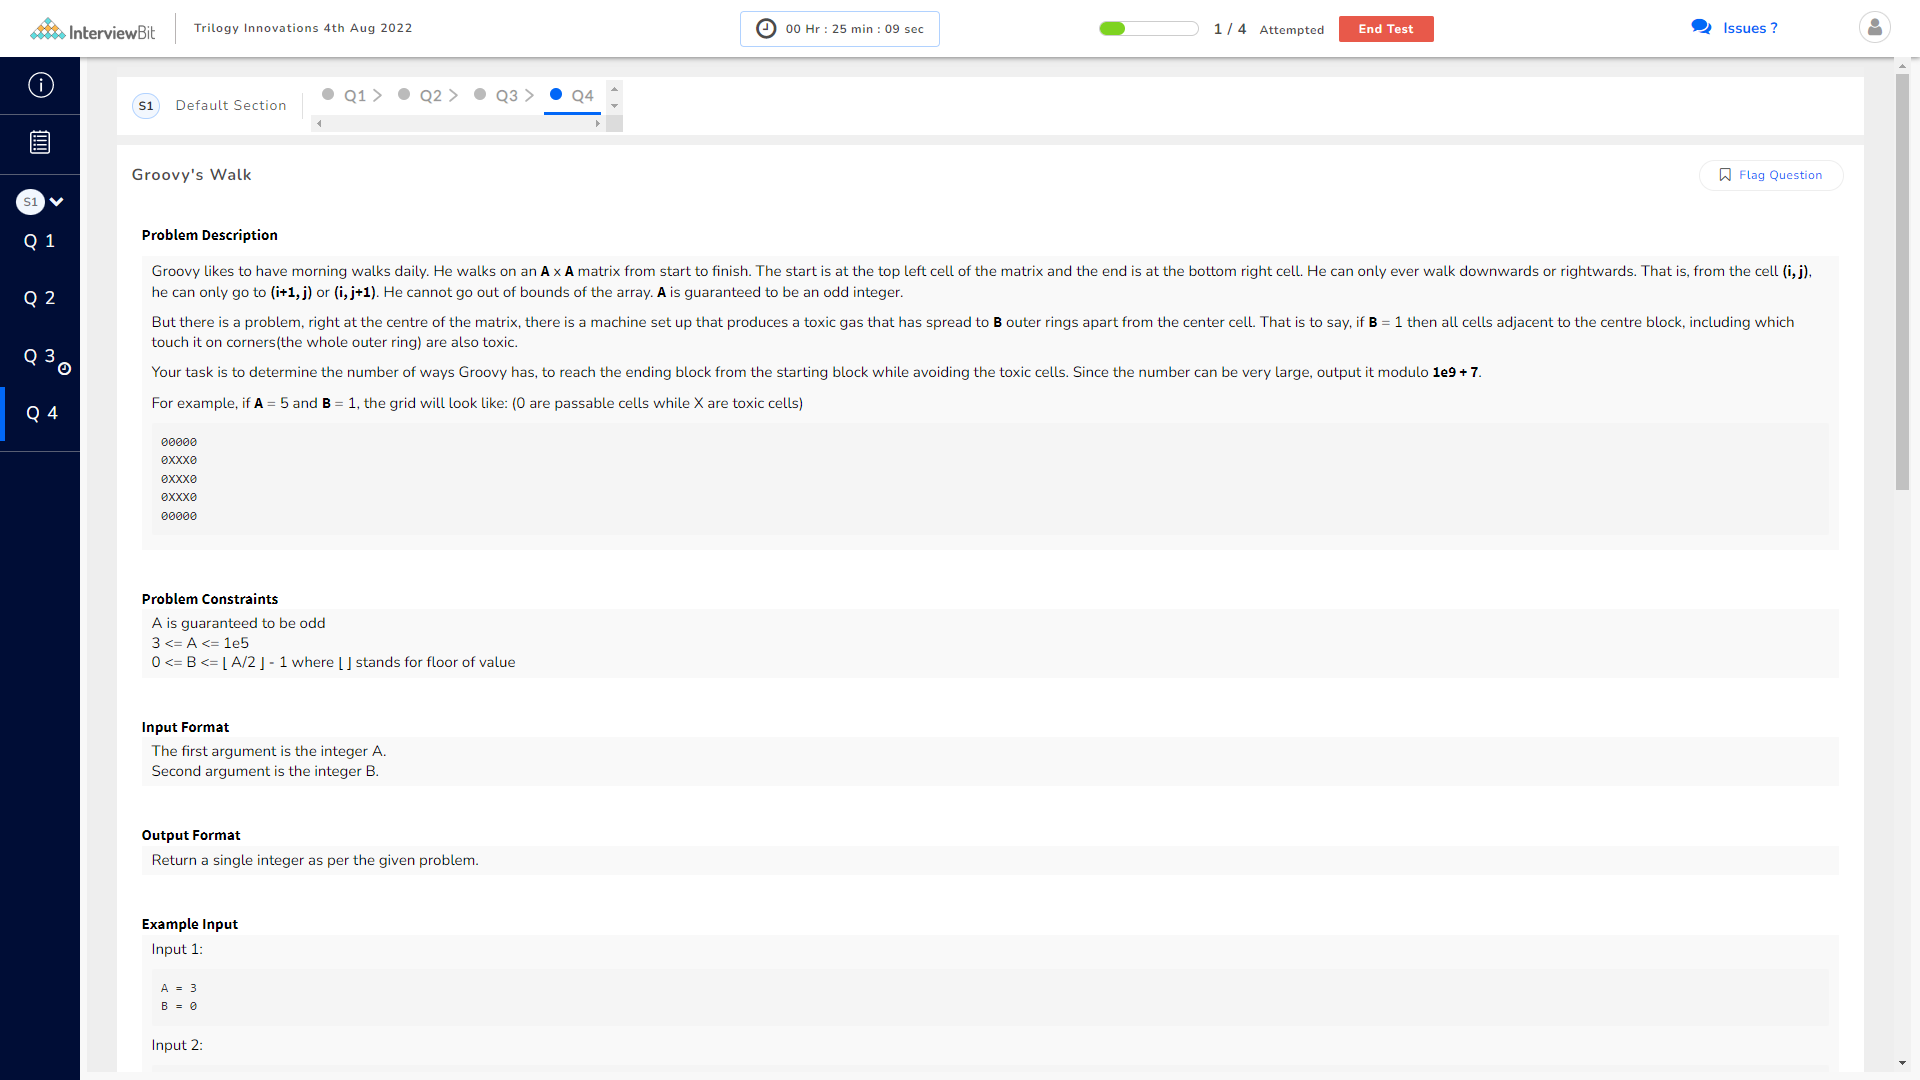 InterviewBit
Trilogy Innovations 4th Aug 2022
00 Hr : 25 min : 09 sec
1 / 4 Attempted
End Test
Issues ?
S1
Default Section
Q1
Q2
Q3
Q4
S1
Q 1
Q 2
Q 3
Q 4
Groovy's Walk
Flag Question
Problem Description
Groovy likes to have morning walks daily. He walks on an A x A matrix from start to finish. The start is at the top left cell of the matrix and the end is at the bottom right cell. He can only ever walk downwards or rightwards. That is, from the cell (i, j),
he can only go to (i+1, j) or (i, j+1). He cannot go out of bounds of the array. A is guaranteed to be an odd integer.
But there is a problem, right at the centre of the matrix, there is a machine set up that produces a toxic gas that has spread to B outer rings apart from the center cell. That is to say, if B = 1 then all cells adjacent to the centre block, including which
touch it on corners(the whole outer ring) are also toxic.
Your task is to determine the number of ways Groovy has, to reach the ending block from the starting block while avoiding the toxic cells. Since the number can be very large, output it modulo 1e9 + 7.
For example, if A = 5 and B = 1, the grid will look like: (0 are passable cells while X are toxic cells)
00000
0XXX0
0XXX0
0XXX0
00000
Problem Constraints
A is guaranteed to be odd
3 <= A <= 1e5
0 <= B <= ⌊ A/2 ⌋ - 1 where ⌊ ⌋ stands for floor of value
Input Format
The first argument is the integer A.
Second argument is the integer B.
Output Format
Return a single integer as per the given problem.
Example Input
Input 1:
A = 3
B = 0
Input 2: